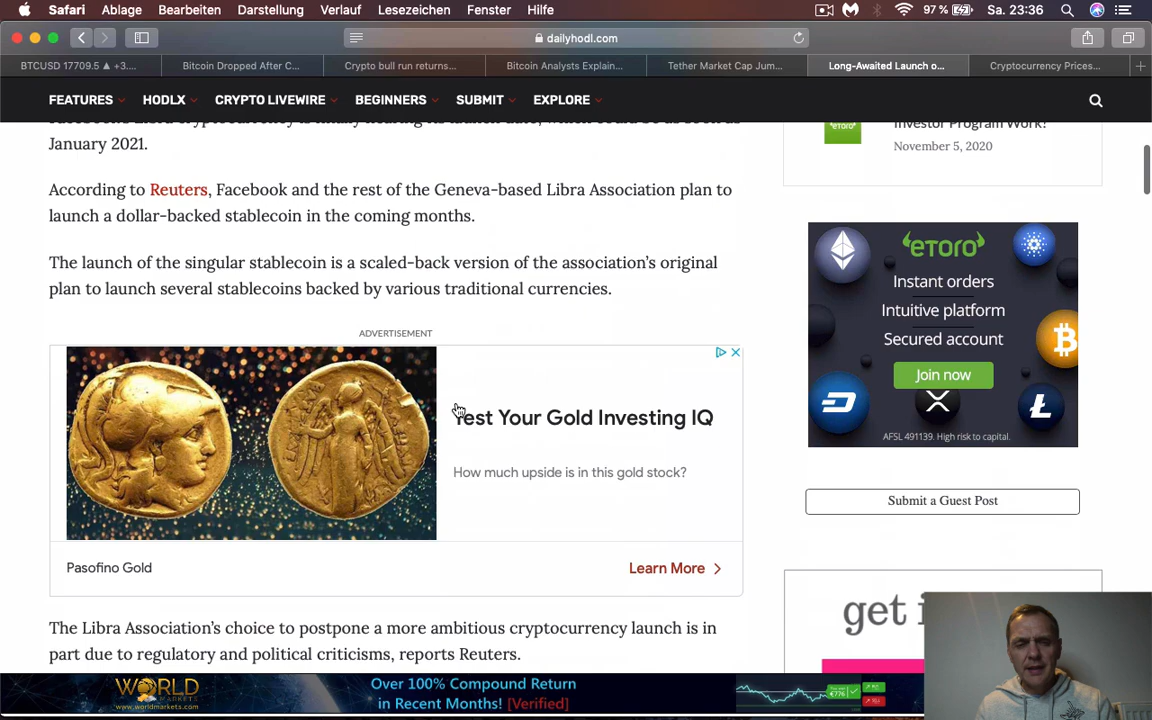 Safari Ablage Bearbeiten Darstellung Verlauf Lesezeichen Fenster Hilfe 97 % Sa. 23:36
dailyhodl.com
BTCUSD 17709.5 ▲ +3.... Bitcoin Dropped After C... Crypto bull run returns... Bitcoin Analysts Explain... Tether Market Cap Jum... Long-Awaited Launch o... Cryptocurrency Prices...
FEATURES HODLX CRYPTO LIVEWIRE BEGINNERS SUBMIT EXPLORE
January 2021.
According to Reuters, Facebook and the rest of the Geneva-based Libra Association plan to
launch a dollar-backed stablecoin in the coming months.
The launch of the singular stablecoin is a scaled-back version of the association's original
plan to launch several stablecoins backed by various traditional currencies.
ADVERTISEMENT
Test Your Gold Investing IQ
How much upside is in this gold stock?
Pasofino Gold
Learn More
The Libra Association's choice to postpone a more ambitious cryptocurrency launch is in
part due to regulatory and political criticisms, reports Reuters.
etoro
Investor Program Work?
November 5, 2020
eToro
Instant orders
Intuitive platform
Secured account
Join now
AFSL 491139. High risk to capital.
Submit a Guest Post
get i
WORLD
MARKETS
www.worldmarkets.com
Over 100% Compound Return
in Recent Months! [Verified]